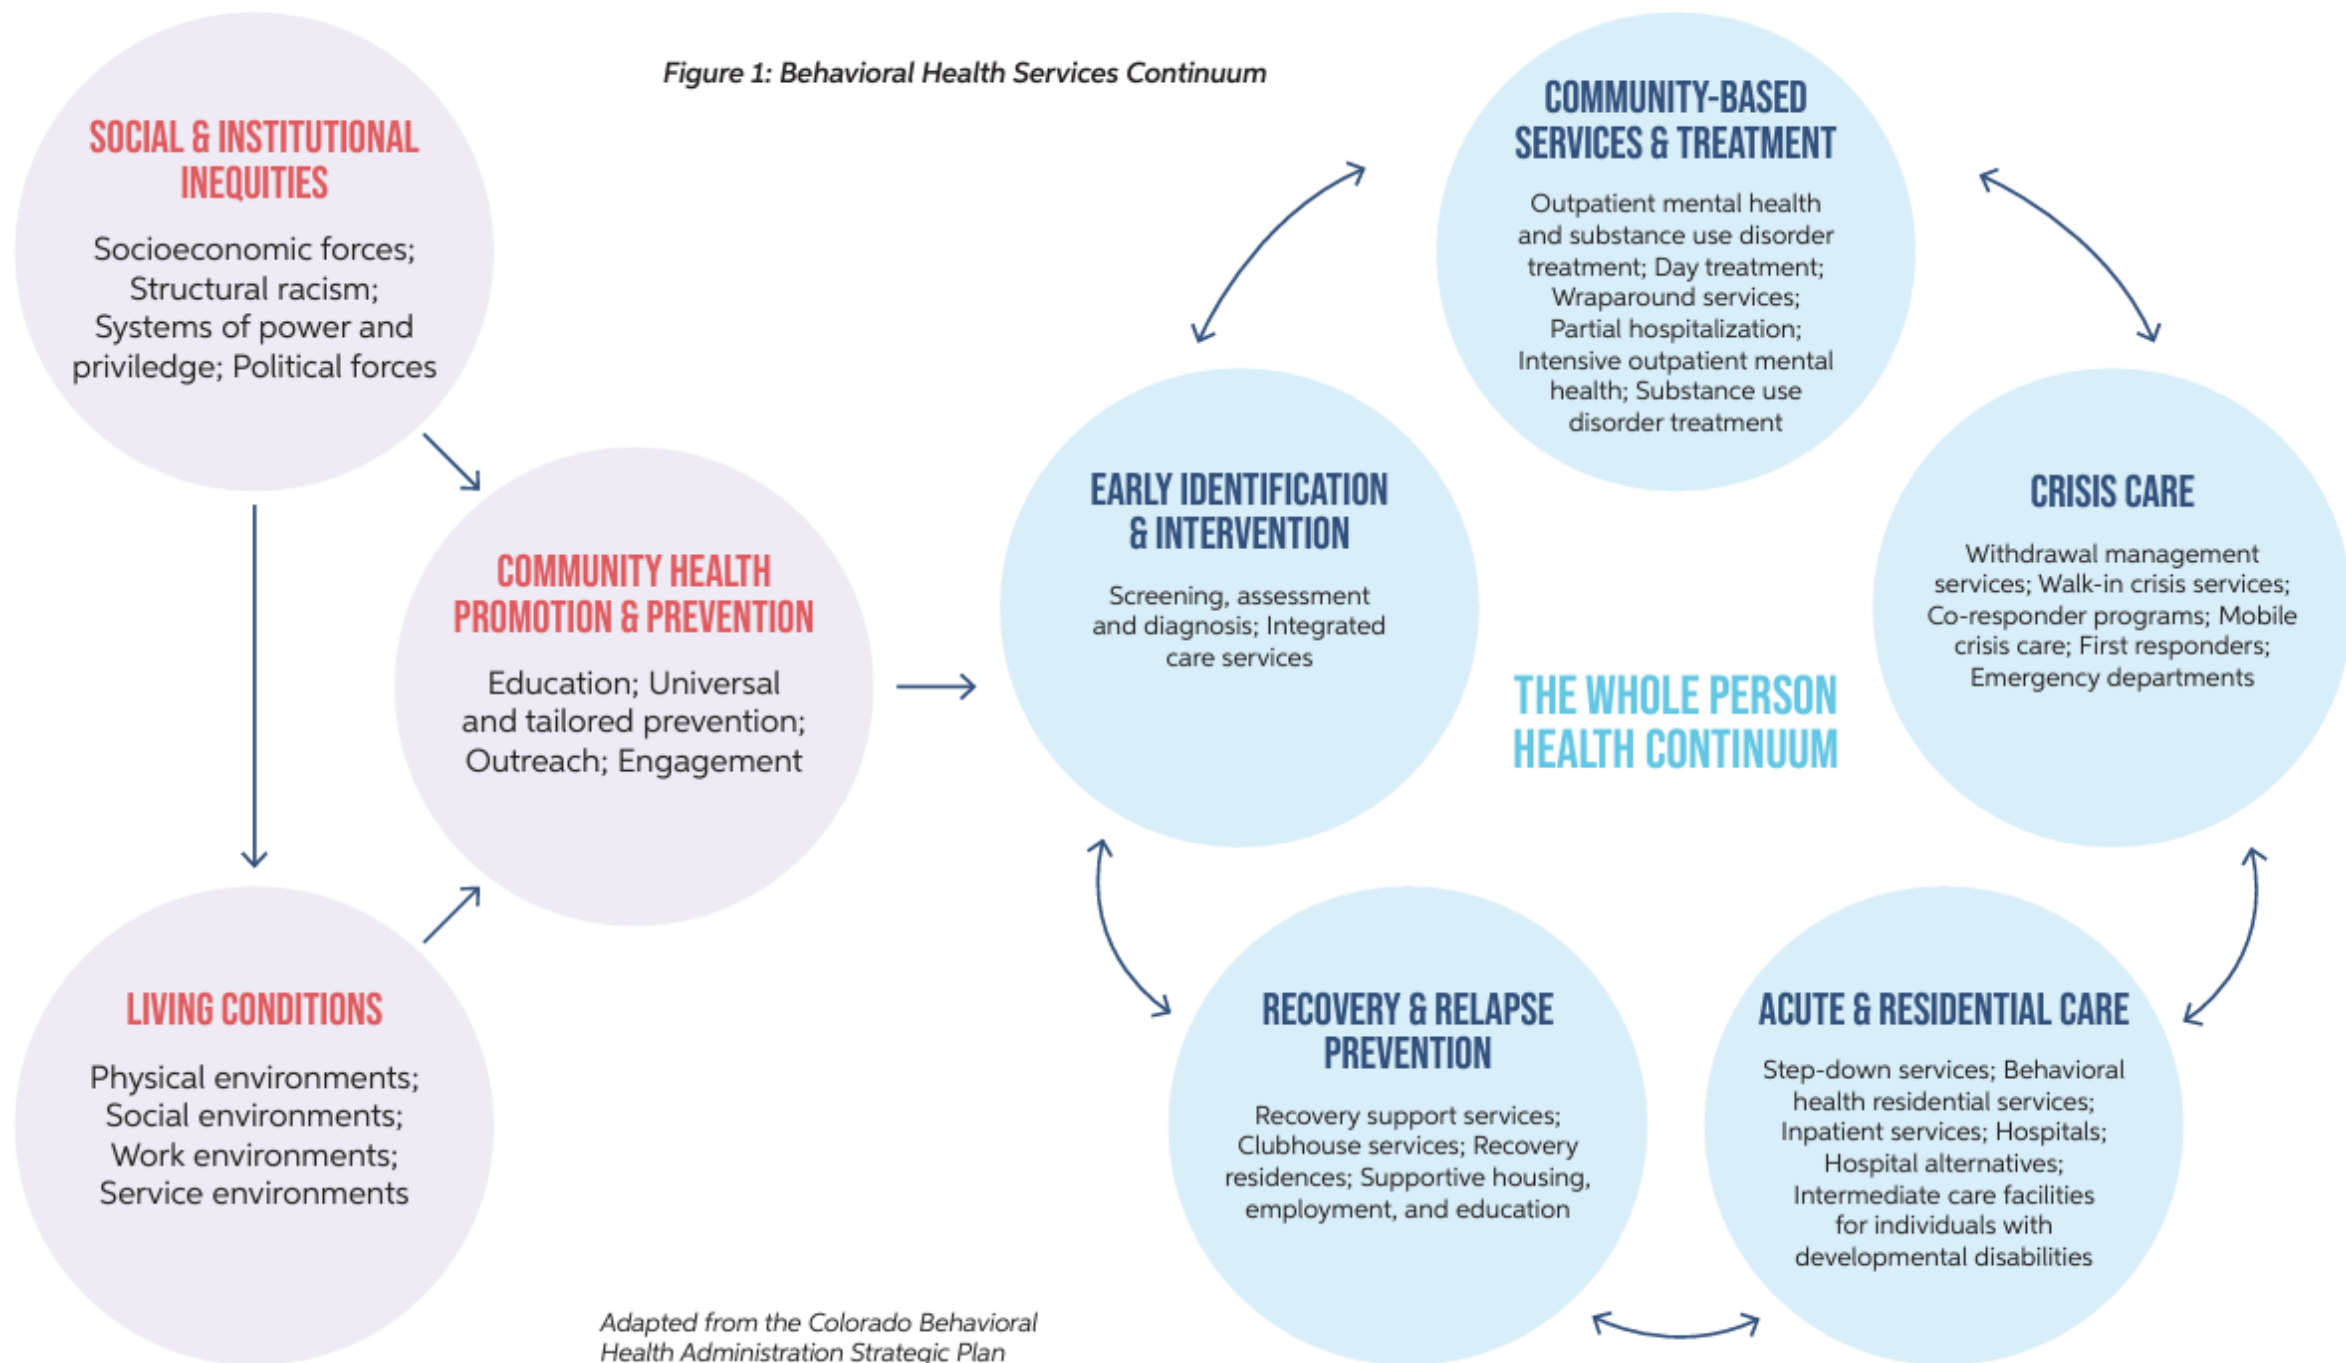 Figure 1: Behavioral Health Services Continuum
SOCIAL & INSTITUTIONAL
INEQUITIES
Socioeconomic forces;
Structural racism;
Systems of power and
priviledge; Political forces
COMMUNITY HEALTH
PROMOTION & PREVENTION
Education; Universal
and tailored prevention;
Outreach; Engagement
LIVING CONDITIONS
Physical environments;
Social environments;
Work environments;
Service environments
EARLY IDENTIFICATION
& INTERVENTION
Screening, assessment
and diagnosis; Integrated
care services
COMMUNITY-BASED
SERVICES & TREATMENT
Outpatient mental health
and substance use disorder
treatment; Day treatment;
Wraparound services;
Partial hospitalization;
Intensive outpatient mental
health; Substance use
disorder treatment
CRISIS CARE
Withdrawal management
services; Walk-in crisis services;
Co-responder programs; Mobile
crisis care; First responders;
Emergency departments
THE WHOLE PERSON
HEALTH CONTINUUM
RECOVERY & RELAPSE
PREVENTION
Recovery support services;
Clubhouse services; Recovery
residences; Supportive housing,
employment, and education
ACUTE & RESIDENTIAL CARE
Step-down services; Behavioral
health residential services;
Inpatient services; Hospitals;
Hospital alternatives;
Intermediate care facilities
for individuals with
developmental disabilities
Adapted from the Colorado Behavioral
Health Administration Strategic Plan